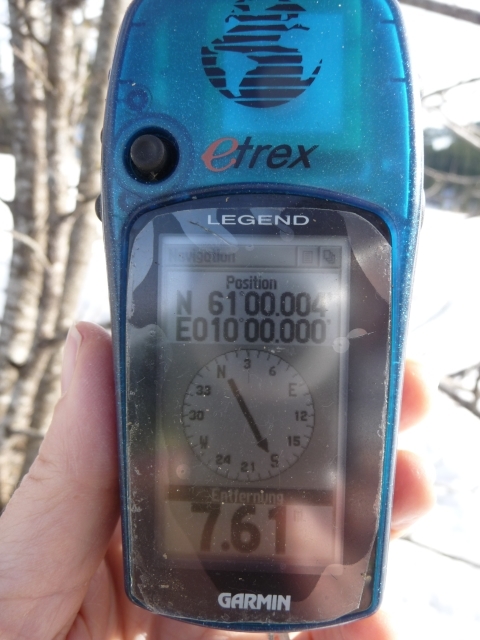 etrex
LEGEND
Navigation
Position
N 61°00.004'
E010°00.000'
N 3 6 E 12 15 S 21 24 W 30 33
Entfernung
7.61
GARMIN